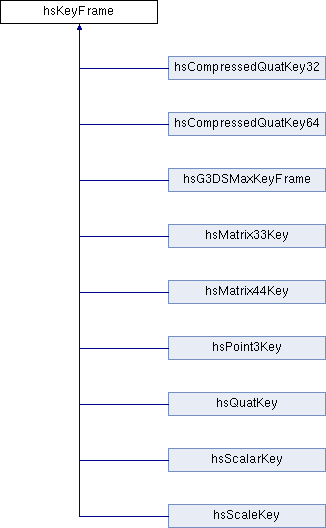 hsKeyFrame
hsCompressedQuatKey32
hsCompressedQuatKey64
hsG3DSMaxKeyFrame
hsMatrix33Key
hsMatrix44Key
hsPoint3Key
hsQuatKey
hsScalarKey
hsScaleKey